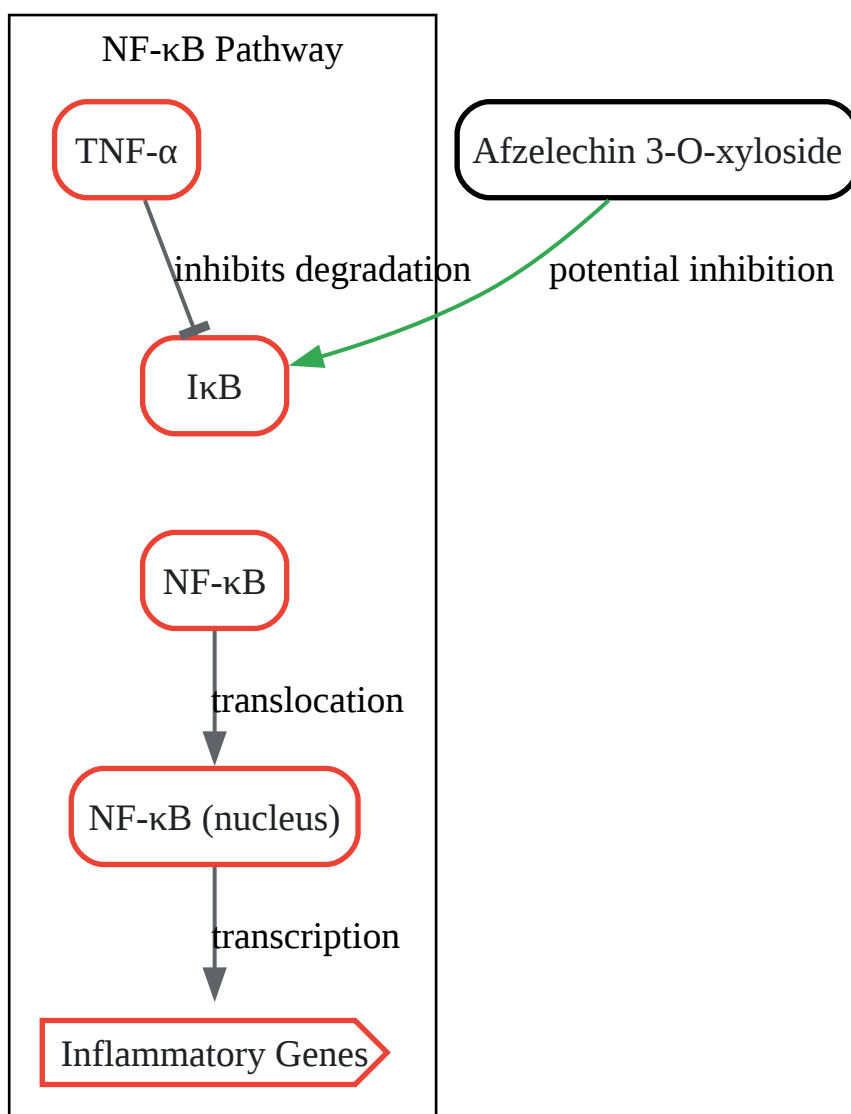 NF-κB Pathway
TNF-α
Afzelechin 3-O-xyloside
inhibits degradation
potential inhibition
IκB
NF-κB
translocation
NF-κB (nucleus)
transcription
Inflammatory Genes